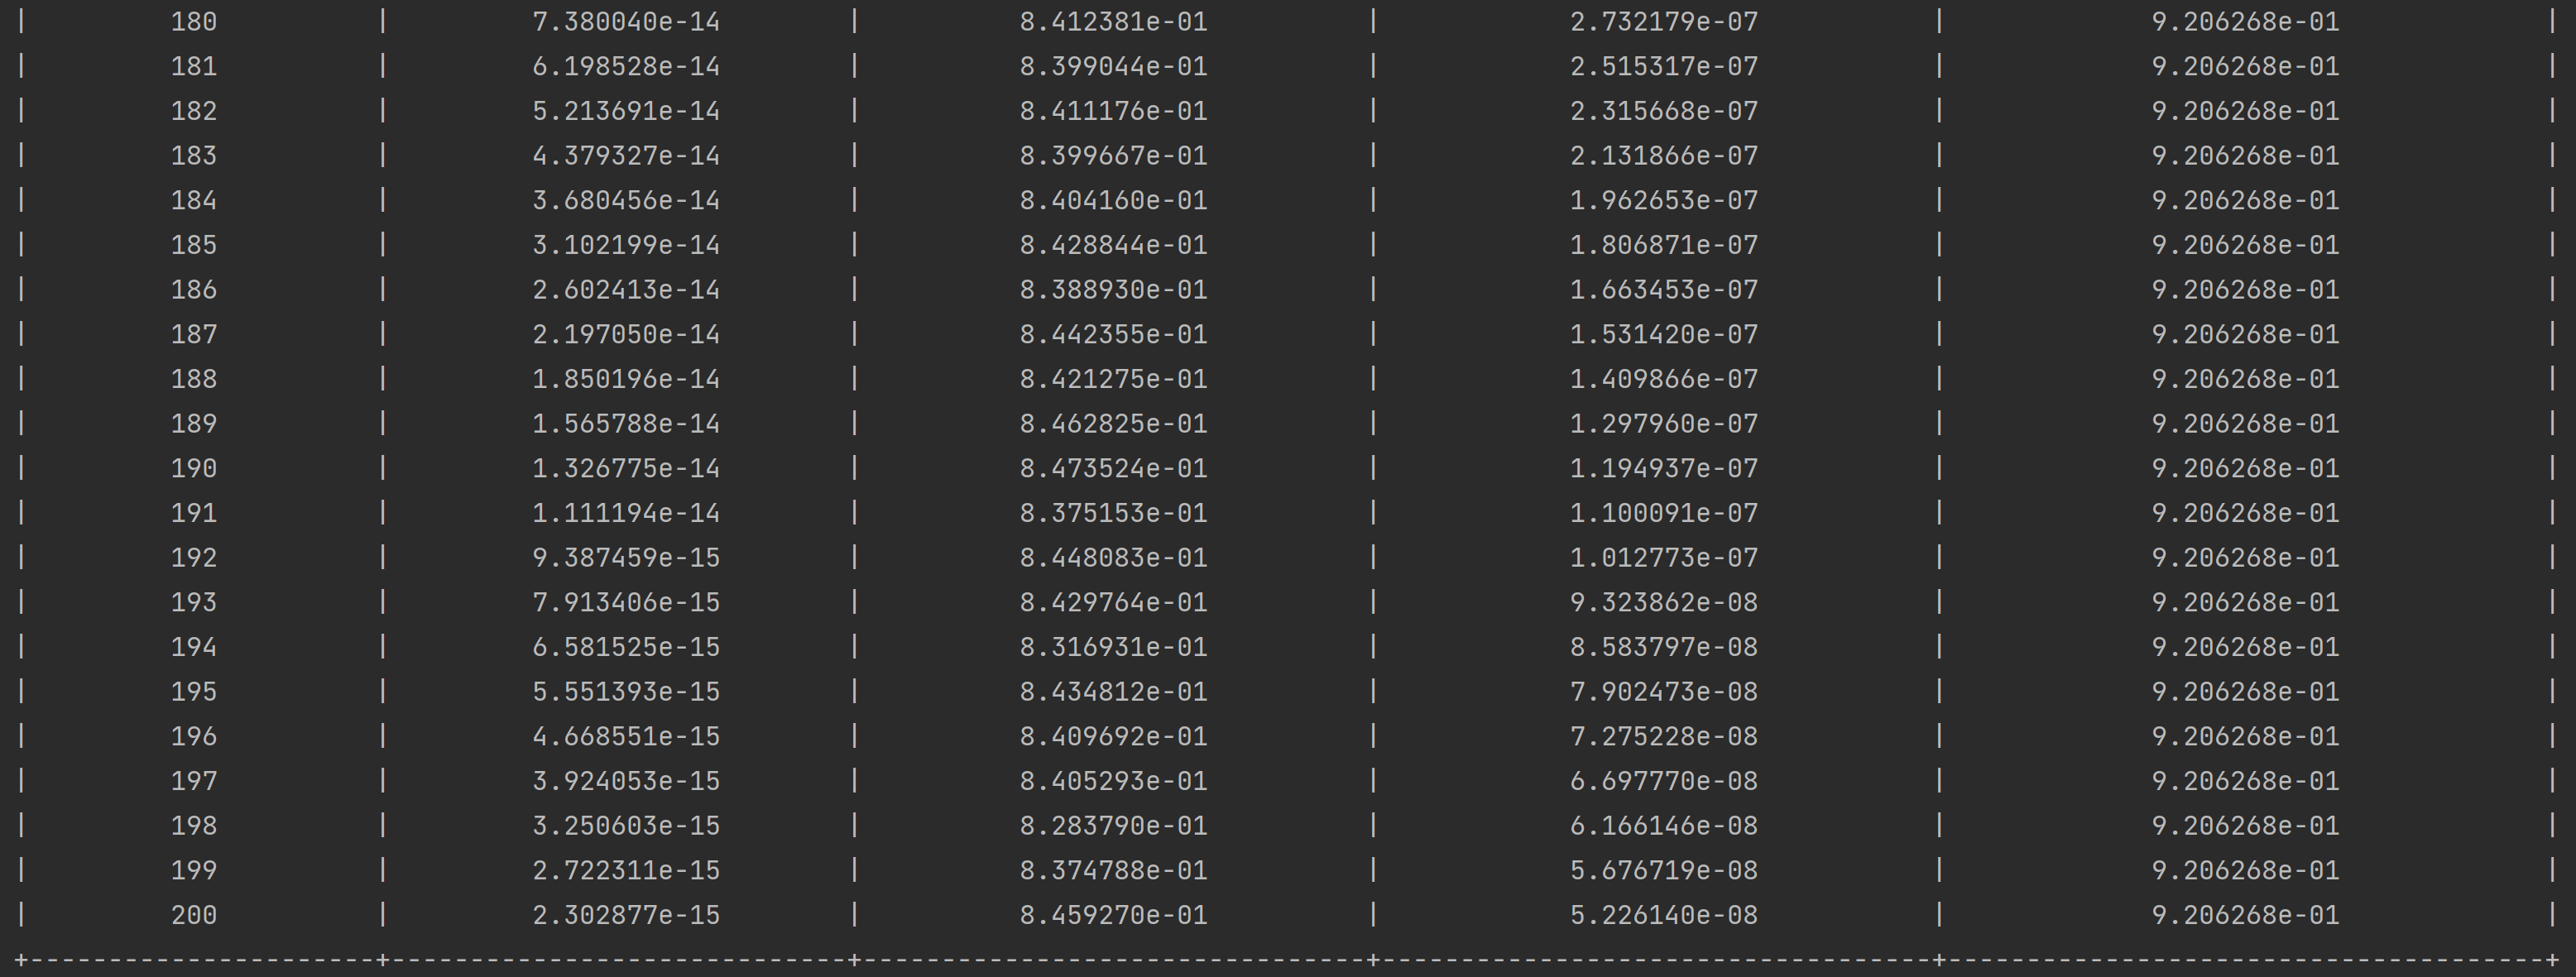 | 180 | 7.380040e-14 | 8.412381e-01 | 2.732179e-07 | 9.206268e-01 |
| 181 | 6.198528e-14 | 8.399044e-01 | 2.515317e-07 | 9.206268e-01 |
| 182 | 5.213691e-14 | 8.411176e-01 | 2.315668e-07 | 9.206268e-01 |
| 183 | 4.379327e-14 | 8.399667e-01 | 2.131866e-07 | 9.206268e-01 |
| 184 | 3.680456e-14 | 8.404160e-01 | 1.962653e-07 | 9.206268e-01 |
| 185 | 3.102199e-14 | 8.428844e-01 | 1.806871e-07 | 9.206268e-01 |
| 186 | 2.602413e-14 | 8.388930e-01 | 1.663453e-07 | 9.206268e-01 |
| 187 | 2.197050e-14 | 8.442355e-01 | 1.531420e-07 | 9.206268e-01 |
| 188 | 1.850196e-14 | 8.421275e-01 | 1.409866e-07 | 9.206268e-01 |
| 189 | 1.565788e-14 | 8.462825e-01 | 1.297960e-07 | 9.206268e-01 |
| 190 | 1.326775e-14 | 8.473524e-01 | 1.194937e-07 | 9.206268e-01 |
| 191 | 1.111194e-14 | 8.375153e-01 | 1.100091e-07 | 9.206268e-01 |
| 192 | 9.387459e-15 | 8.448083e-01 | 1.012773e-07 | 9.206268e-01 |
| 193 | 7.913406e-15 | 8.429764e-01 | 9.323862e-08 | 9.206268e-01 |
| 194 | 6.581525e-15 | 8.316931e-01 | 8.583797e-08 | 9.206268e-01 |
| 195 | 5.551393e-15 | 8.434812e-01 | 7.902473e-08 | 9.206268e-01 |
| 196 | 4.668551e-15 | 8.409692e-01 | 7.275228e-08 | 9.206268e-01 |
| 197 | 3.924053e-15 | 8.405293e-01 | 6.697770e-08 | 9.206268e-01 |
| 198 | 3.250603e-15 | 8.283790e-01 | 6.166146e-08 | 9.206268e-01 |
| 199 | 2.722311e-15 | 8.374788e-01 | 5.676719e-08 | 9.206268e-01 |
| 200 | 2.302877e-15 | 8.459270e-01 | 5.226140e-08 | 9.206268e-01 |
+----------------------+-----------------------------+--------------------------------+-----------------------------------+--------------------------------------+